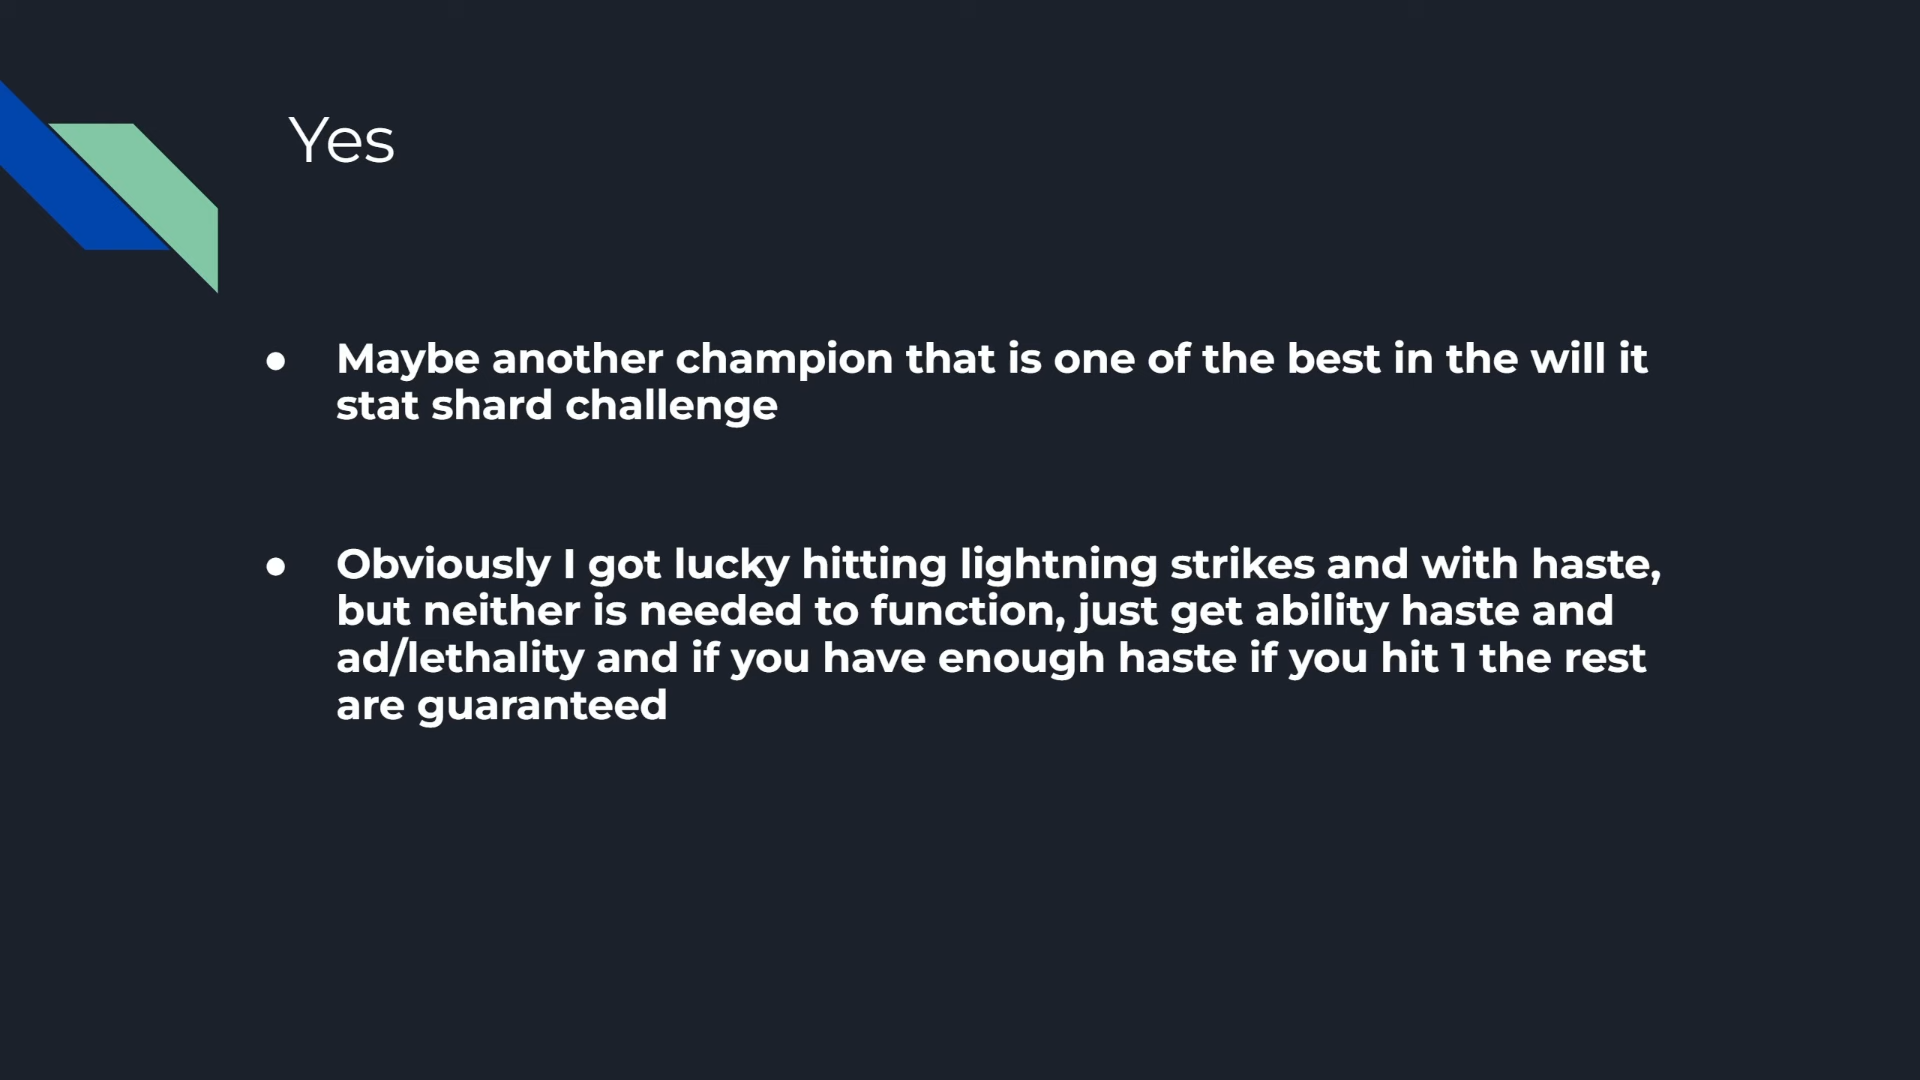 Yes
● Maybe another champion that is one of the best in the will it
stat shard challenge
● Obviously I got lucky hitting lightning strikes and with haste,
but neither is needed to function, just get ability haste and
ad/lethality and if you have enough haste if you hit 1 the rest
are guaranteed